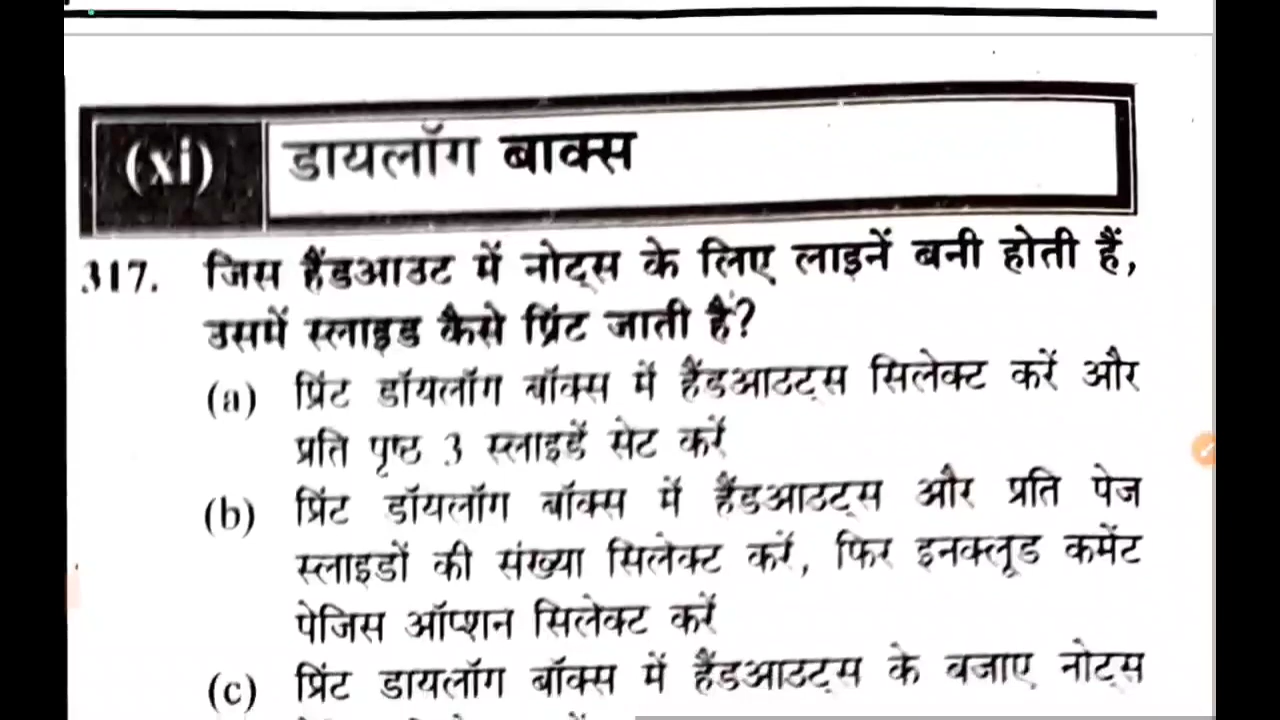 (xi) डायलॉग बाक्स
317. जिस हैंडआउट में नोट्स के लिए लाइनें बनी होती हैं,
उसमें स्लाइड कैसे प्रिंट जाती हैं?
(a) प्रिंट डॉयलॉग बॉक्स में हैंडआउट्स सिलेक्ट करें और
प्रति पृष्ठ 3 स्लाइडें सेट करें
(b) प्रिंट डॉयलॉग बॉक्स में हैंडआउट्स और प्रति पेज
स्लाइडों की संख्या सिलेक्ट करें, फिर इनक्लूड कमेंट
पेजिस ऑप्शन सिलेक्ट करें
(c) प्रिंट डायलॉग बॉक्स में हैंडआउट्स के बजाए नोट्स